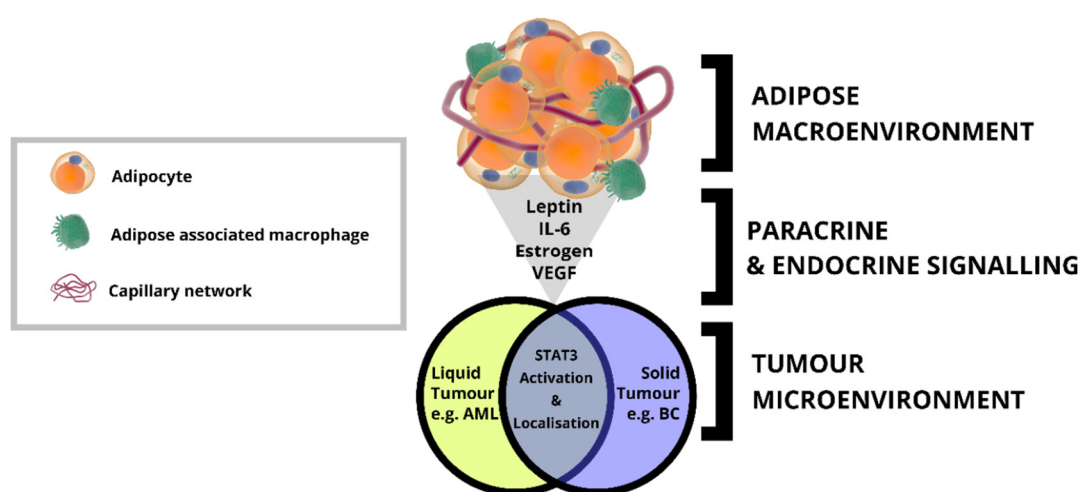 Adipocyte
Adipose associated macrophage
Capillary network
Leptin
IL-6
Estrogen
VEGF
Liquid
Tumour
e.g. AML
STAT3
Activation
&
Localisation
Solid
Tumour
e.g. BC
ADIPOSE
MACROENVIRONMENT
PARACRINE
& ENDOCRINE SIGNALLING
TUMOUR
MICROENVIRONMENT